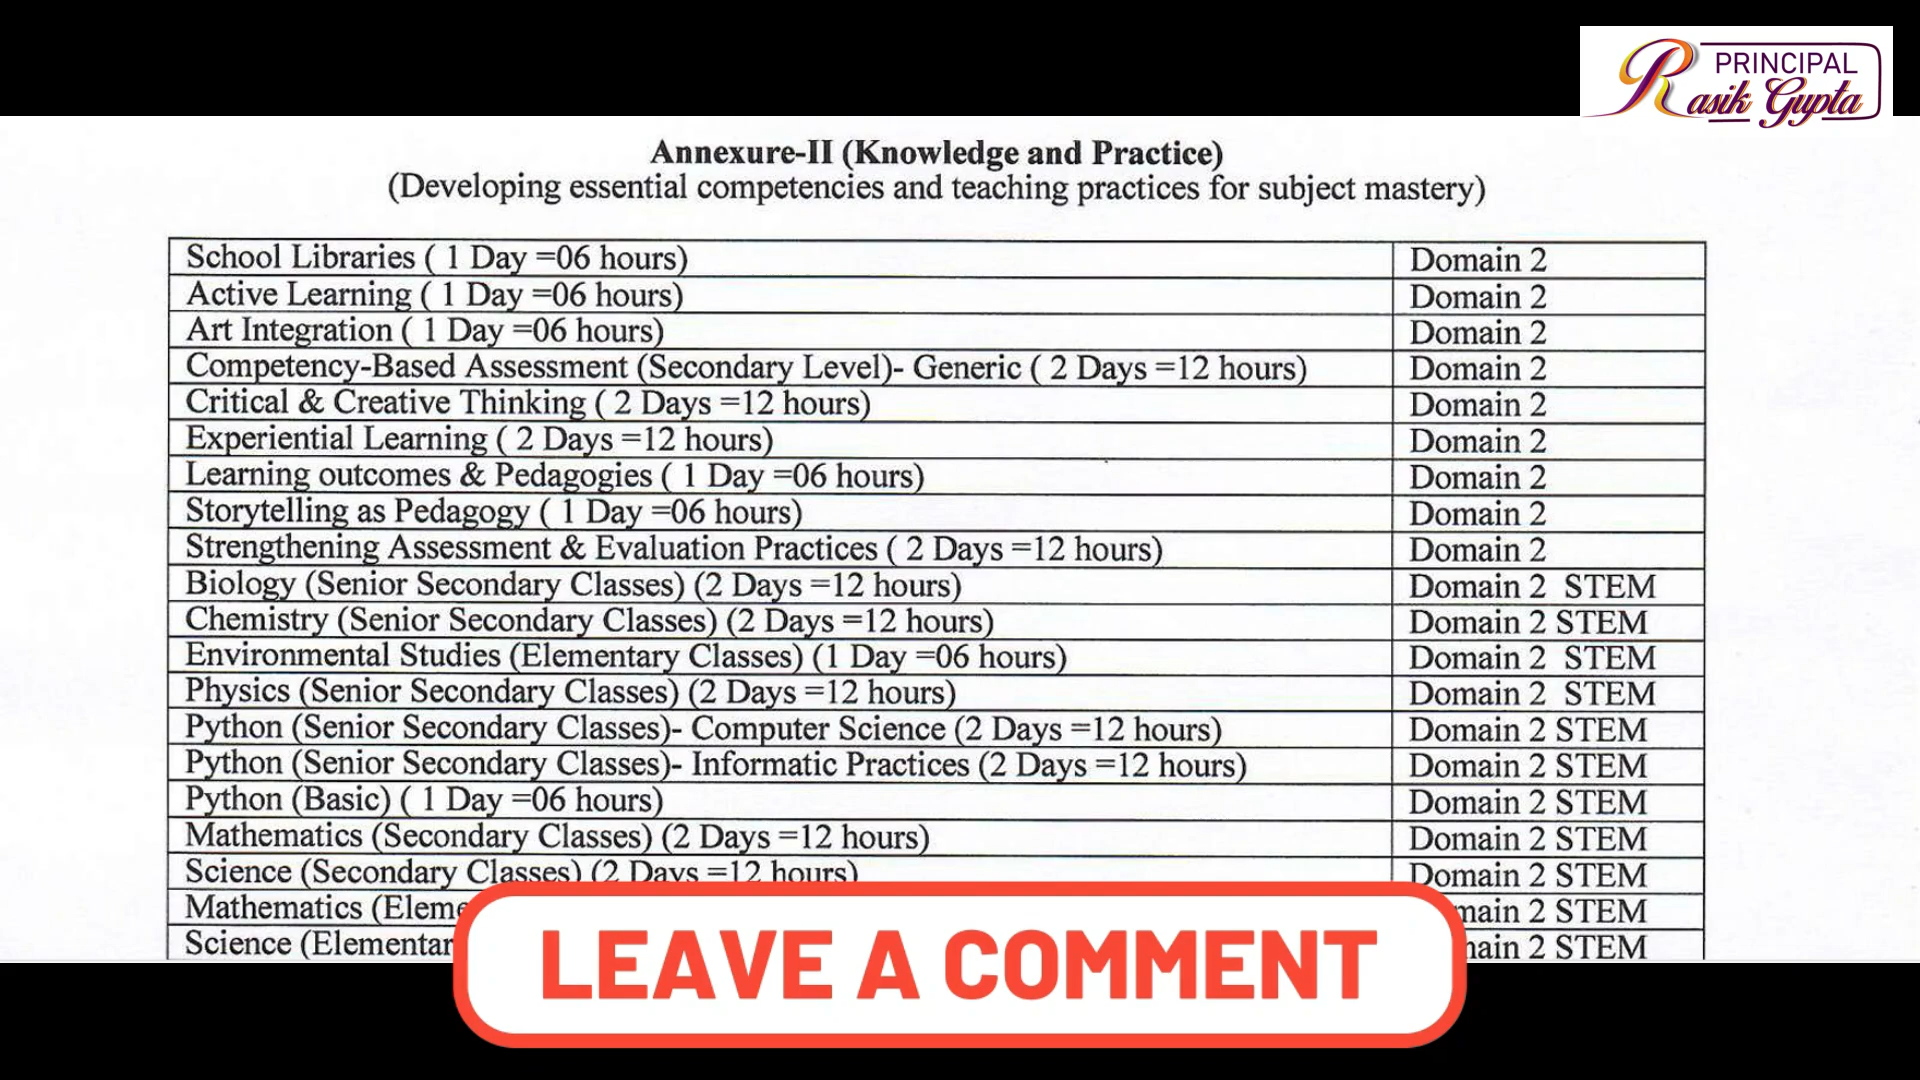 PRINCIPAL
Rasik Gupta
Annexure-II (Knowledge and Practice)
(Developing essential competencies and teaching practices for subject mastery)
School Libraries ( 1 Day =06 hours) Domain 2
Active Learning ( 1 Day =06 hours) Domain 2
Art Integration ( 1 Day =06 hours) Domain 2
Competency-Based Assessment (Secondary Level)- Generic ( 2 Days =12 hours) Domain 2
Critical & Creative Thinking ( 2 Days =12 hours) Domain 2
Experiential Learning ( 2 Days =12 hours) Domain 2
Learning outcomes & Pedagogies ( 1 Day =06 hours) Domain 2
Storytelling as Pedagogy ( 1 Day =06 hours) Domain 2
Strengthening Assessment & Evaluation Practices ( 2 Days =12 hours) Domain 2
Biology (Senior Secondary Classes) (2 Days =12 hours) Domain 2 STEM
Chemistry (Senior Secondary Classes) (2 Days =12 hours) Domain 2 STEM
Environmental Studies (Elementary Classes) (1 Day =06 hours) Domain 2 STEM
Physics (Senior Secondary Classes) (2 Days =12 hours) Domain 2 STEM
Python (Senior Secondary Classes)- Computer Science (2 Days =12 hours) Domain 2 STEM
Python (Senior Secondary Classes)- Informatic Practices (2 Days =12 hours) Domain 2 STEM
Python (Basic) ( 1 Day =06 hours) Domain 2 STEM
Mathematics (Secondary Classes) (2 Days =12 hours) Domain 2 STEM
Science (Secondary Classes) (2 Days =12 hours) Domain 2 STEM
Mathematics 2 STEM
Science 2 STEM
LEAVE A COMMENT